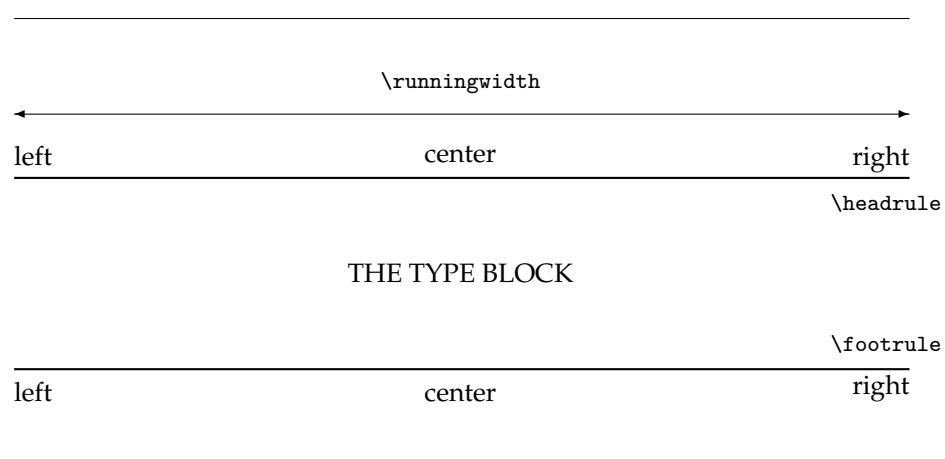 \runningwidth
left center right
\headrule
THE TYPE BLOCK
\footrule
left center right